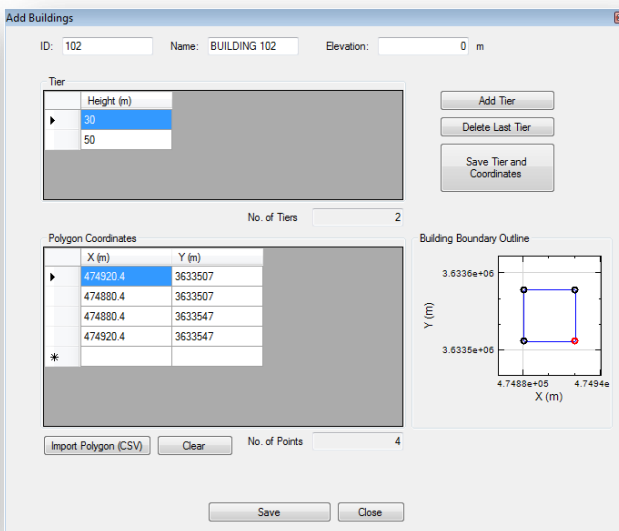 Add Buildings
ID: 102 Name: BUILDING 102 Elevation: 0 m
Tier
Height (m)
30
50
Add Tier
Delete Last Tier
Save Tier and
Coordinates
No. of Tiers 2
Polygon Coordinates
X (m) Y (m)
474920.4 3633507
474880.4 3633507
474880.4 3633547
474920.4 3633547
Building Boundary Outline
3.6336e+06
Y (m)
3.6335e+06
4.7488e+05 4.7494e
X (m)
Import Polygon (CSV) Clear No. of Points 4
Save Close